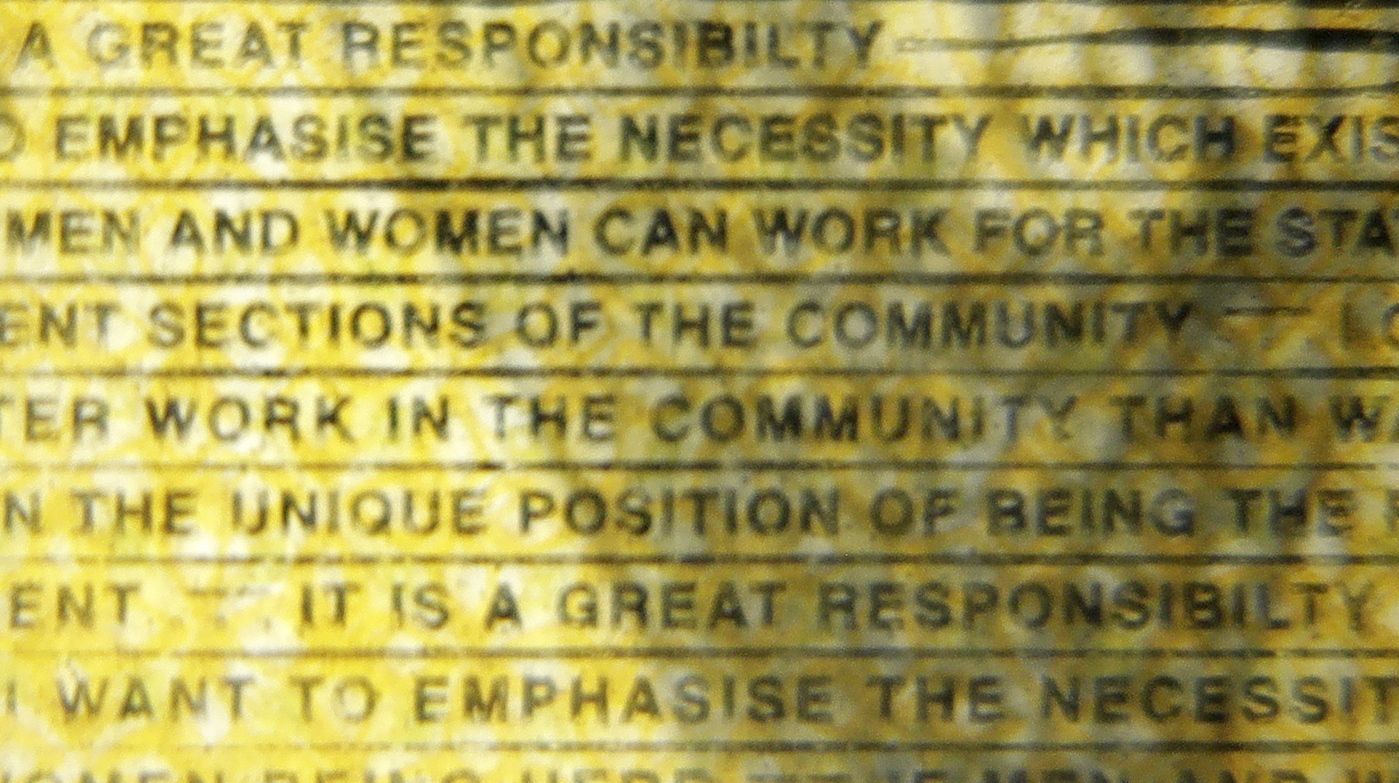 A GREAT RESPONSIBILTY —
EMPHASISE THE NECESSITY WHICH EXIS
MEN AND WOMEN CAN WORK FOR THE STA
ENT SECTIONS OF THE COMMUNITY —
TER WORK IN THE COMMUNITY THAN W
N THE UNIQUE POSITION OF BEING THE
ENT — IT IS A GREAT RESPONSIBILTY
I WANT TO EMPHASISE THE NECESSIT